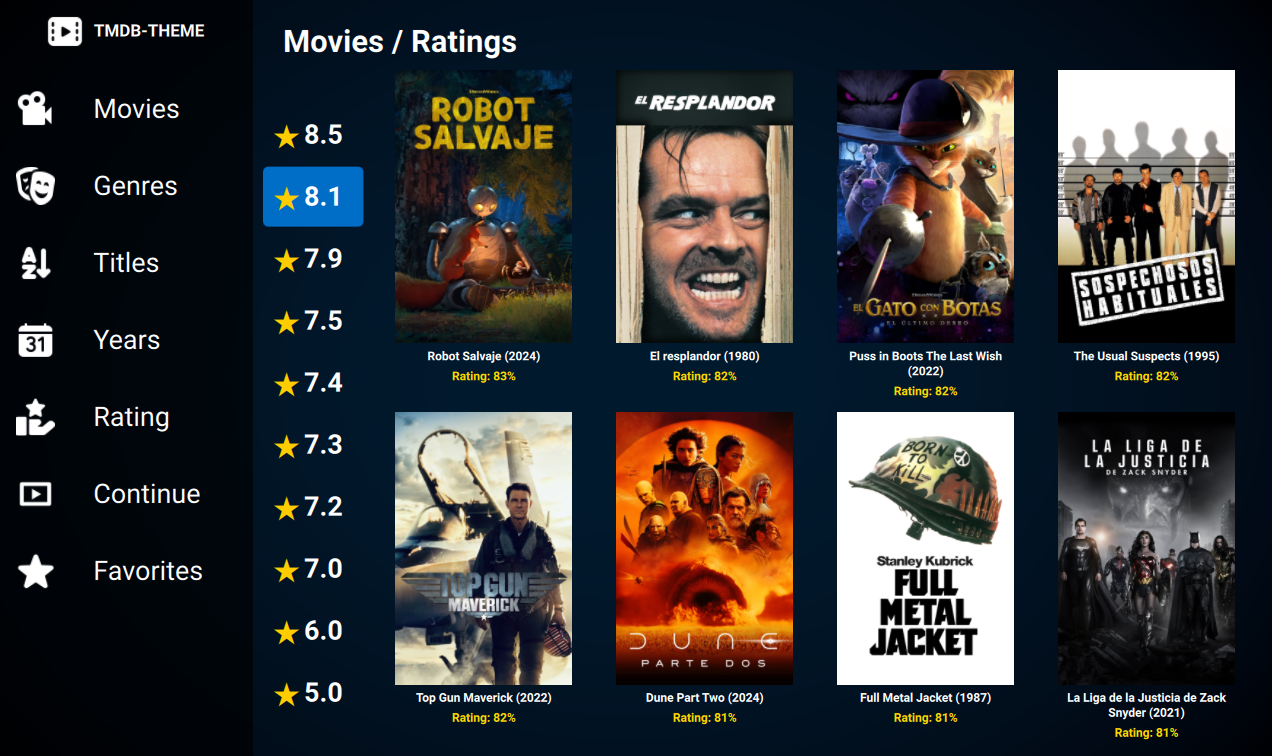 TMDB-THEME
Movies
Genres
Titles
Years
31
Rating
Continue
Favorites
Movies / Ratings
8.5
8.1
7.9
7.5
7.4
7.3
7.2
7.0
6.0
5.0
ROBOT
SALVAJE
Robot Salvaje (2024)
Rating: 83%
EL RESPLANDOR
El resplandor (1980)
Rating: 82%
EL GATO CON BOTAS
EL ÚLTIMO DESEO
Puss in Boots The Last Wish
(2022)
Rating: 82%
SOSPECHOSOS
HABITUALES
The Usual Suspects (1995)
Rating: 82%
TOP GUN
MAVERICK
Top Gun Maverick (2022)
Rating: 82%
DUNE
PARTE DOS
Dune Part Two (2024)
Rating: 81%
BORN
TO
KILL
Stanley Kubrick
FULL
METAL
JACKET
Full Metal Jacket (1987)
Rating: 81%
LA LIGA DE
LA JUSTICIA
DE ZACK SNYDER
La Liga de la Justicia de Zack
Snyder (2021)
Rating: 81%